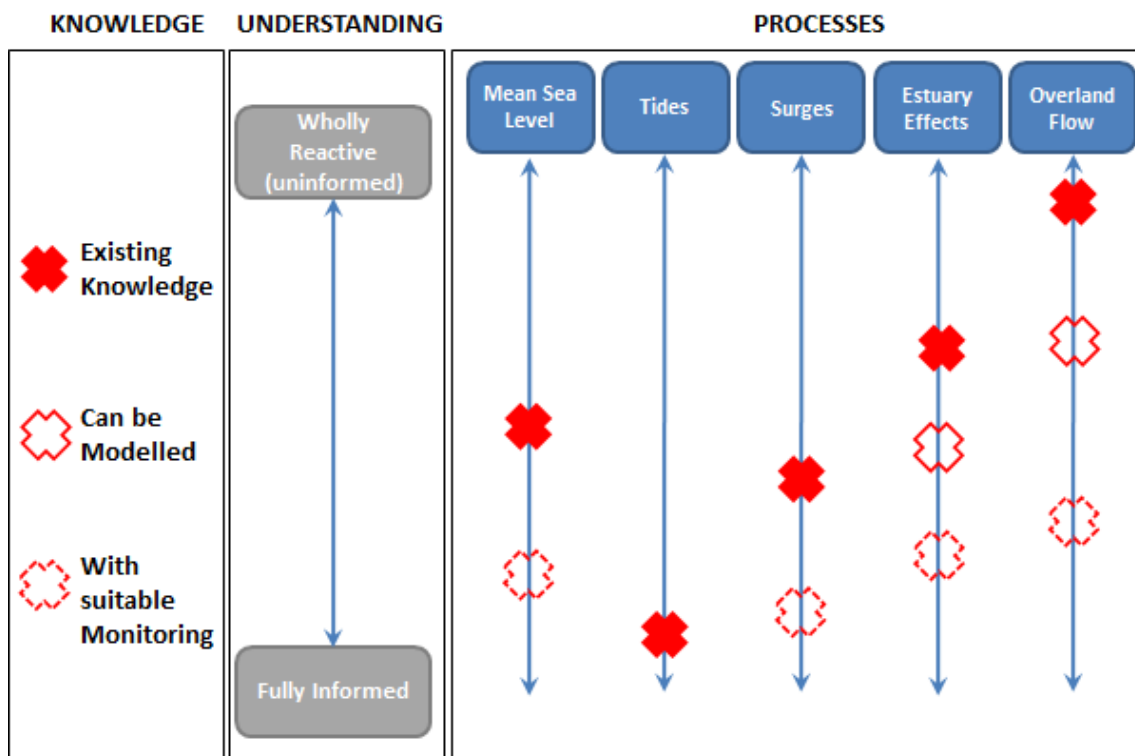 KNOWLEDGE
UNDERSTANDING
PROCESSES
Existing
Knowledge
Can be
Modelled
With
suitable
Monitoring
Wholly
Reactive
(uninformed)
Fully Informed
Mean Sea
Level
Tides
Surges
Estuary
Effects
Overland
Flow